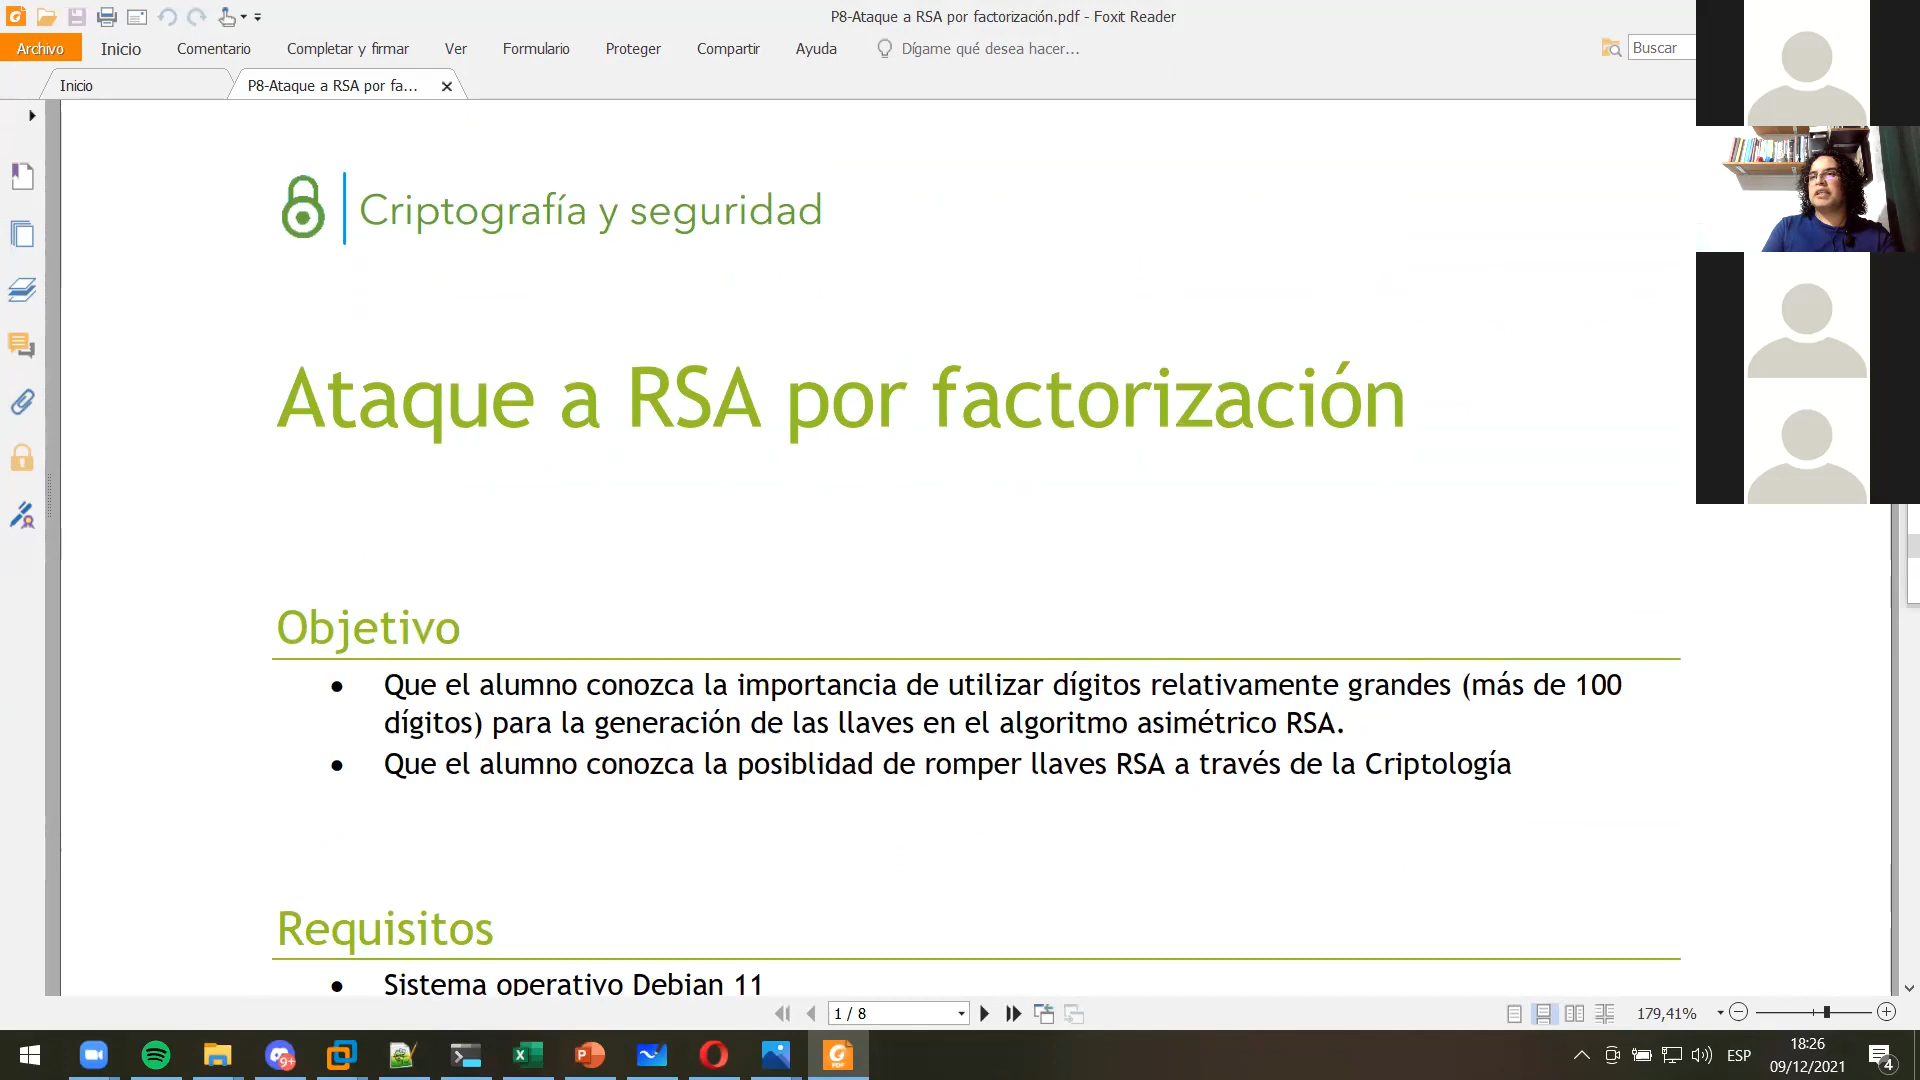 P8-Ataque a RSA por factorización.pdf - Foxit Reader
Archivo
Inicio
Comentario
Completar y firmar
Ver
Formulario
Proteger
Compartir
Ayuda
Dígame qué desea hacer...
Buscar
Inicio
P8-Ataque a RSA por fa...
Criptografía y seguridad
Ataque a RSA por factorización
Objetivo
• Que el alumno conozca la importancia de utilizar dígitos relativamente grandes (más de 100
dígitos) para la generación de las llaves en el algoritmo asimétrico RSA.
• Que el alumno conozca la posiblidad de romper llaves RSA a través de la Criptología
Requisitos
• Sistema operativo Debian 11
1 / 8
179,41%
9+
ESP
18:26
09/12/2021
4